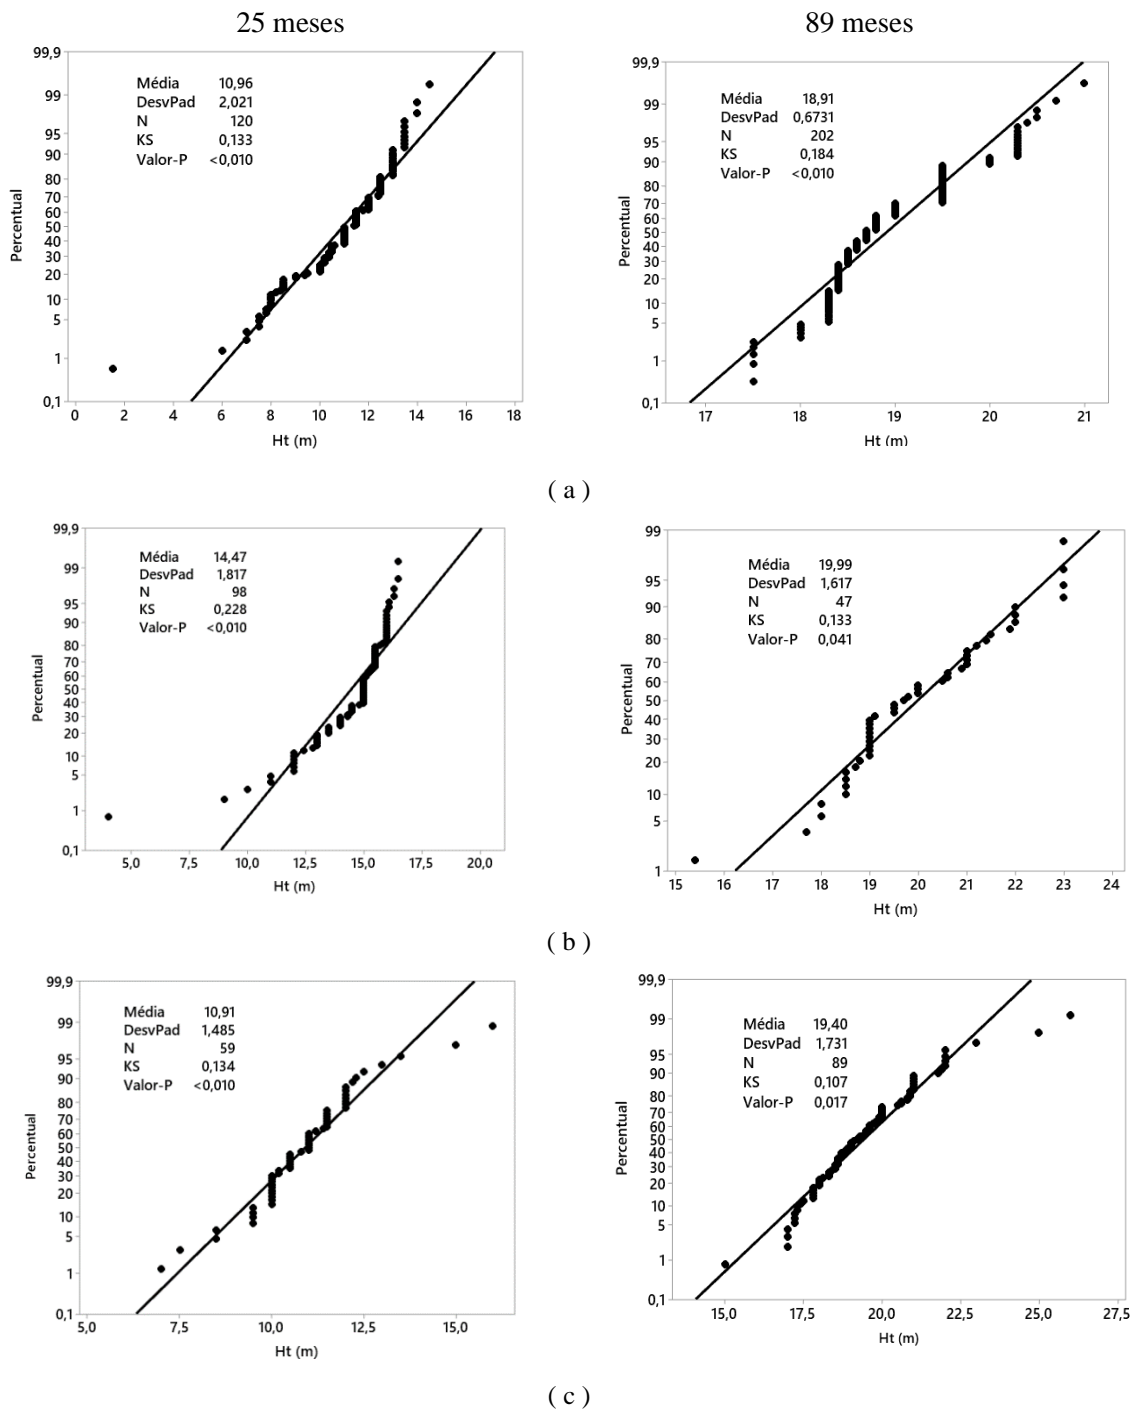 25 meses
89 meses
99,9
99
95
90
80
70
60
50
40
30
20
10
5
1
0,1
Percentual
Média 10,96
DesvPad 2,021
N 120
KS 0,133
Valor-P <0,010
0 2 4 6 8 10 12 14 16 18
Ht (m)
99,9
99
95
90
80
70
60
50
40
30
20
10
5
1
0,1
Percentual
Média 18,91
DesvPad 0,6731
N 202
KS 0,184
Valor-P <0,010
17 18 19 20 21
Ht (m)
( a )
99,9
99
95
90
80
70
60
50
40
30
20
10
5
1
0,1
Percentual
Média 14,47
DesvPad 1,817
N 98
KS 0,228
Valor-P <0,010
5,0 7,5 10,0 12,5 15,0 17,5 20,0
Ht (m)
99
95
90
80
70
60
50
40
30
20
10
5
1
Percentual
Média 19,99
DesvPad 1,617
N 47
KS 0,133
Valor-P 0,041
15 16 17 18 19 20 21 22 23 24
Ht (m)
( b )
99,9
99
95
90
80
70
60
50
40
30
20
10
5
1
0,1
Percentual
Média 10,91
DesvPad 1,485
N 59
KS 0,134
Valor-P <0,010
5,0 7,5 10,0 12,5 15,0
Ht (m)
99,9
99
95
90
80
70
60
50
40
30
20
10
5
1
0,1
Percentual
Média 19,40
DesvPad 1,731
N 89
KS 0,107
Valor-P 0,017
15,0 17,5 20,0 22,5 25,0 27,5
Ht (m)
( c )